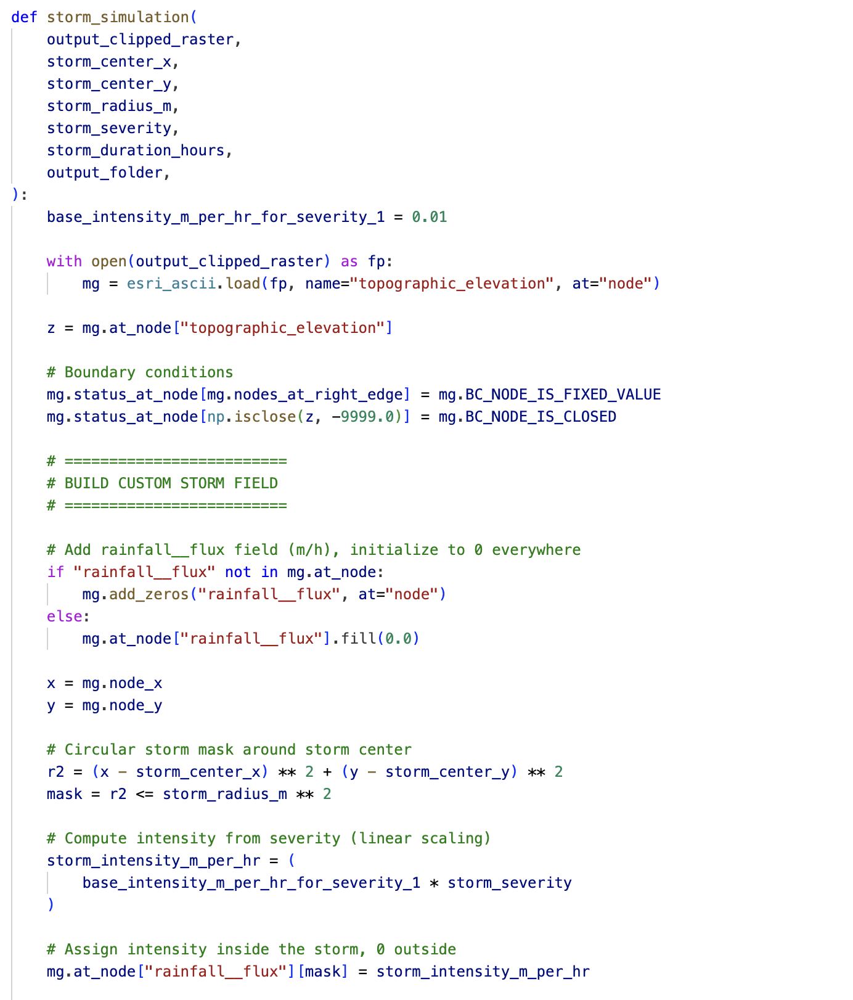 def storm_simulation(
    output_clipped_raster,
    storm_center_x,
    storm_center_y,
    storm_radius_m,
    storm_severity,
    storm_duration_hours,
    output_folder,
):
    base_intensity_m_per_hr_for_severity_1 = 0.01

    with open(output_clipped_raster) as fp:
        mg = esri_ascii.load(fp, name="topographic_elevation", at="node")

    z = mg.at_node["topographic_elevation"]

    # Boundary conditions
    mg.status_at_node[mg.nodes_at_right_edge] = mg.BC_NODE_IS_FIXED_VALUE
    mg.status_at_node[np.isclose(z, -9999.0)] = mg.BC_NODE_IS_CLOSED

    # =========================
    # BUILD CUSTOM STORM FIELD
    # =========================

    # Add rainfall__flux field (m/h), initialize to 0 everywhere
    if "rainfall__flux" not in mg.at_node:
        mg.add_zeros("rainfall__flux", at="node")
    else:
        mg.at_node["rainfall__flux"].fill(0.0)

    x = mg.node_x
    y = mg.node_y

    # Circular storm mask around storm center
    r2 = (x - storm_center_x) ** 2 + (y - storm_center_y) ** 2
    mask = r2 <= storm_radius_m ** 2

    # Compute intensity from severity (linear scaling)
    storm_intensity_m_per_hr = (
        base_intensity_m_per_hr_for_severity_1 * storm_severity
    )

    # Assign intensity inside the storm, 0 outside
    mg.at_node["rainfall__flux"][mask] = storm_intensity_m_per_hr